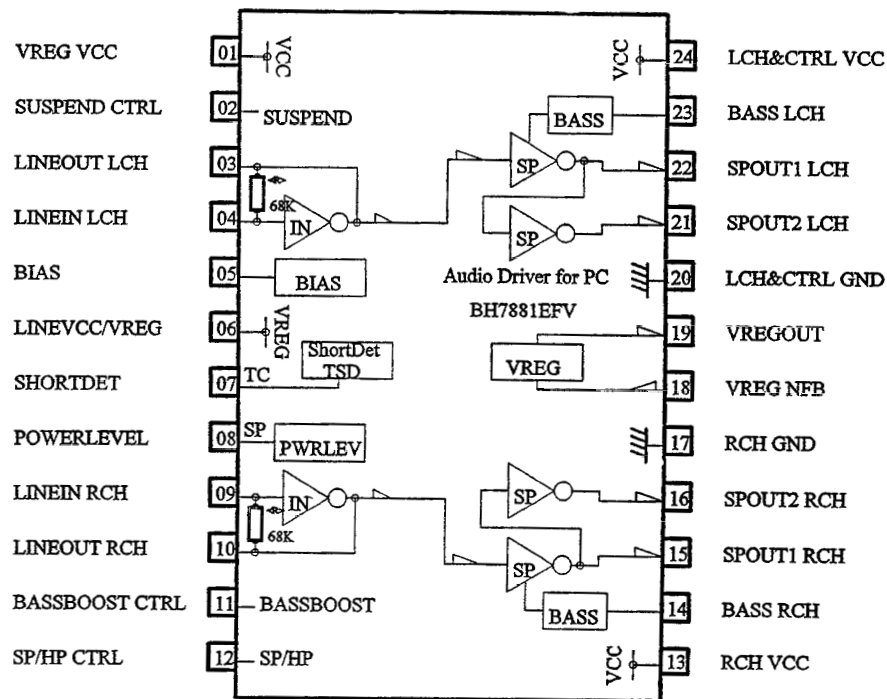 VREG VCC 01 VCC VCC 24 LCH&CTRL VCC
SUSPEND CTRL 02 SUSPEND BASS 23 BASS LCH
LINEOUT LCH 03 SP 22 SPOUT1 LCH
68K
LINEIN LCH 04 IN SP 21 SPOUT2 LCH
BIAS 05 BIAS Audio Driver for PC 20 LCH&CTRL GND
BH7881EFV
LINEVCC/VREG 06 VREG 19 VREGOUT
ShortDet
TSD VREG
SHORTDET 07 TC 18 VREG NFB
POWERLEVEL 08 SP PWRLEV 17 RCH GND
LINEIN RCH 09 IN SP 16 SPOUT2 RCH
68K
LINEOUT RCH 10 SP 15 SPOUT1 RCH
BASSBOOST CTRL 11 BASSBOOST BASS 14 BASS RCH
SP/HP CTRL 12 SP/HP VCC 13 RCH VCC